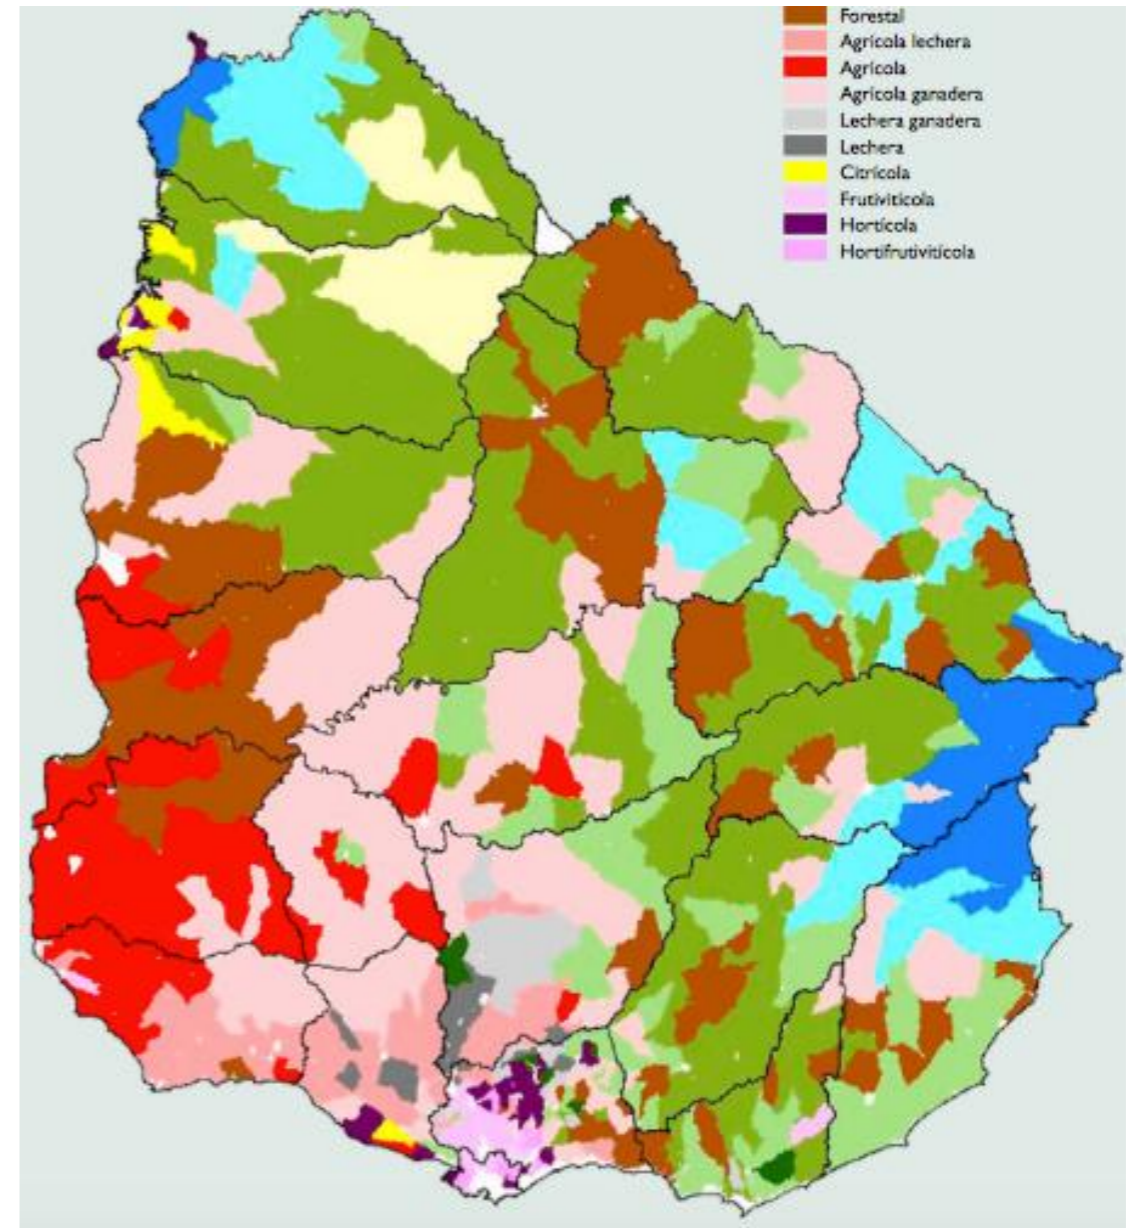 Forestal
Agrícola lechera
Agrícola
Agrícola ganadera
Lechera ganadera
Lechera
Citrícola
Frutivitícola
Hortícola
Hortifrutivitícola